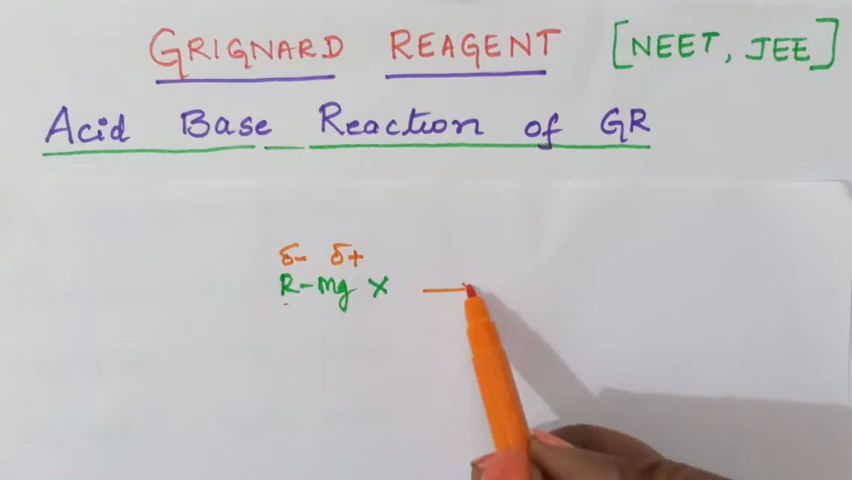 GRIGNARD REAGENT [NEET, JEE]
Acid Base Reaction of GR
δ- δ+
R-Mg X →